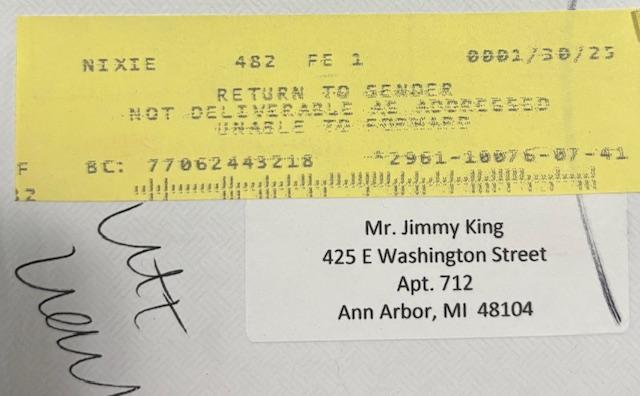 NIXIE 482 FE 1 0001/30/25
RETURN TO SENDER
NOT DELIVERABLE AS ADDRESSED
UNABLE TO FORWARD
F BC: 77062443218 *2961-10076-07-41
Mr. Jimmy King
425 E Washington Street
Apt. 712
Ann Arbor, MI 48104